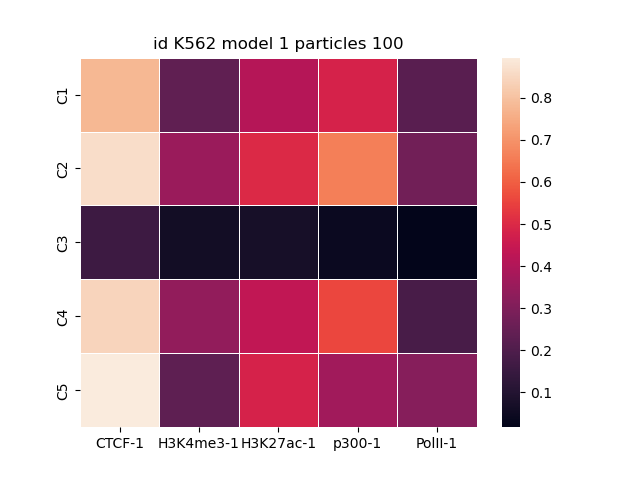 id K562 model 1 particles 100
C1
C2
C3
C4
C5
CTCF-1 H3K4me3-1 H3K27ac-1 p300-1 PolII-1
0.8
0.7
0.6
0.5
0.4
0.3
0.2
0.1